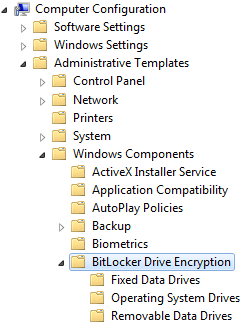 Computer Configuration
Software Settings
Windows Settings
Administrative Templates
Control Panel
Network
Printers
System
Windows Components
ActiveX Installer Service
Application Compatibility
AutoPlay Policies
Backup
Biometrics
BitLocker Drive Encryption
Fixed Data Drives
Operating System Drives
Removable Data Drives